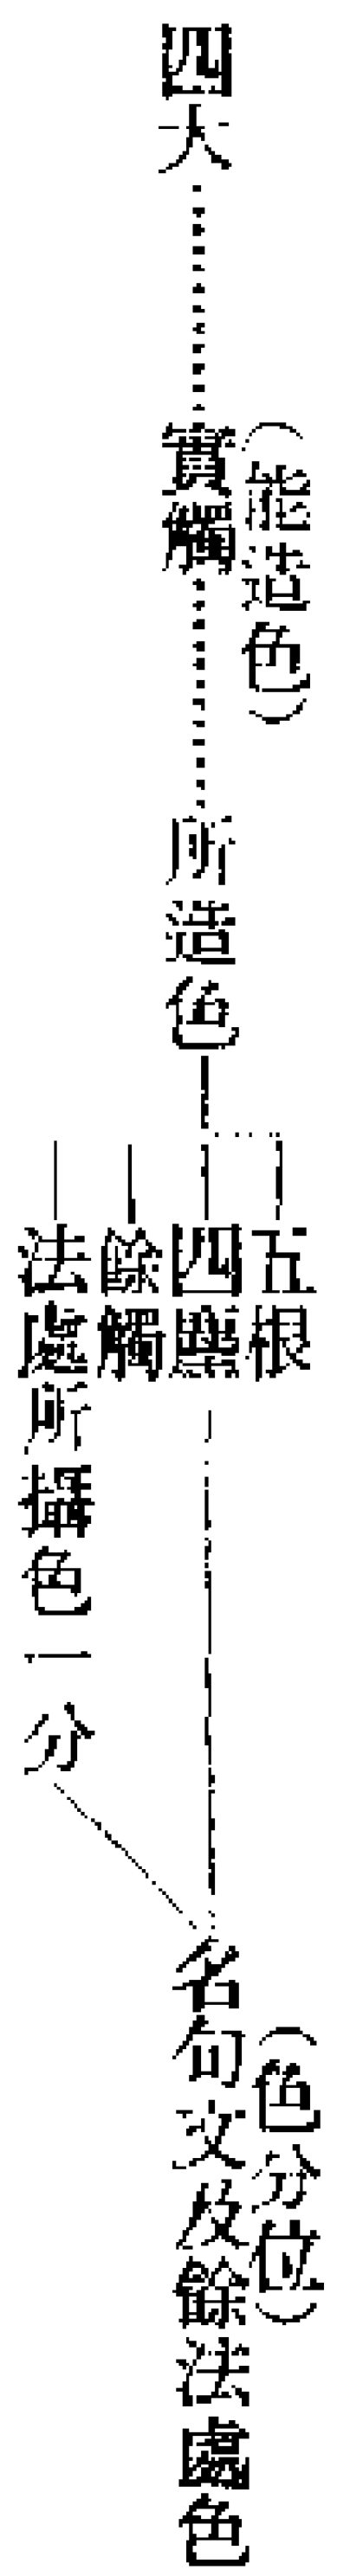 四大
實觸
（能造色）
所造色
五根
四塵
餘觸
法處所攝色一分
（色分位）
名句文及餘法處色